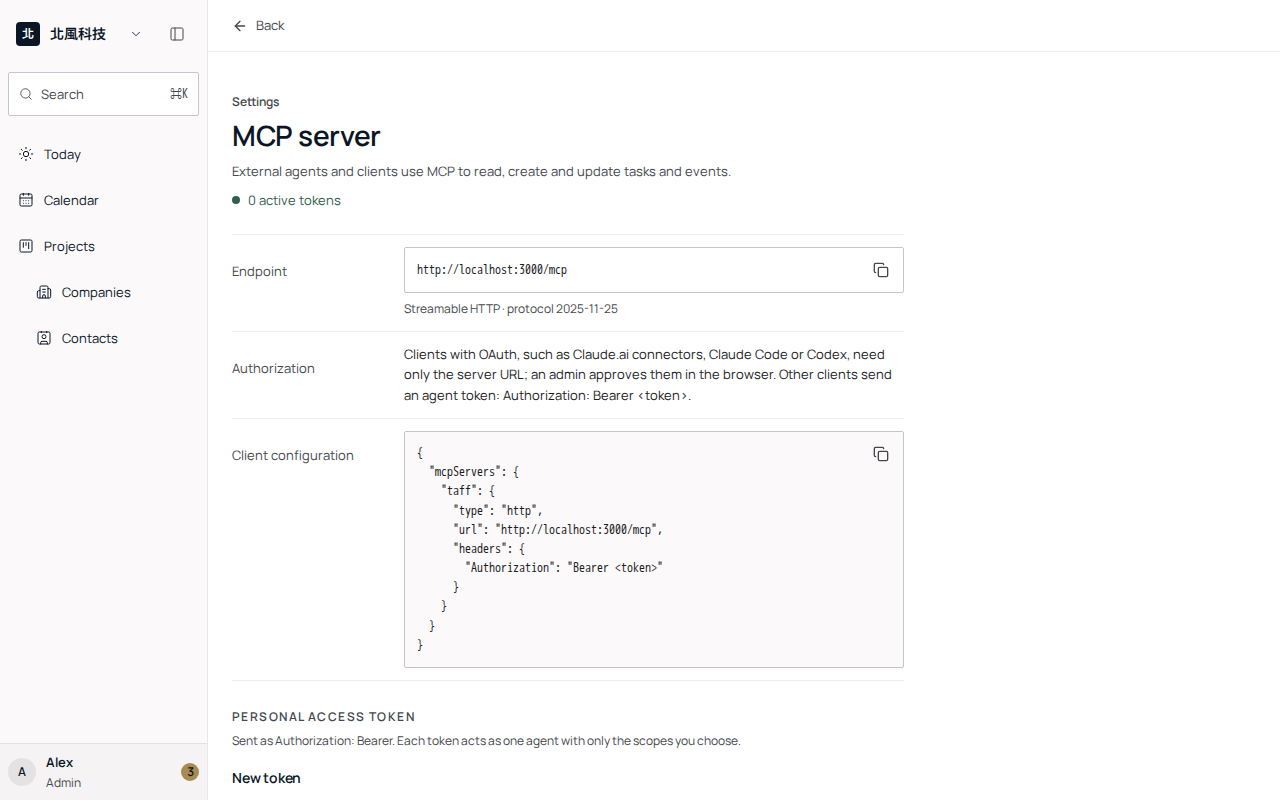 北 北風科技
Search ⌘K
Today
Calendar
Projects
Companies
Contacts
A Alex
Admin
3
Back
Settings
MCP server
External agents and clients use MCP to read, create and update tasks and events.
0 active tokens
Endpoint
http://localhost:3000/mcp
Streamable HTTP · protocol 2025-11-25
Authorization
Clients with OAuth, such as Claude.ai connectors, Claude Code or Codex, need
only the server URL; an admin approves them in the browser. Other clients send
an agent token: Authorization: Bearer <token>.
Client configuration
{
  "mcpServers": {
    "taff": {
      "type": "http",
      "url": "http://localhost:3000/mcp",
      "headers": {
        "Authorization": "Bearer <token>"
      }
    }
  }
}
PERSONAL ACCESS TOKEN
Sent as Authorization: Bearer. Each token acts as one agent with only the scopes you choose.
New token